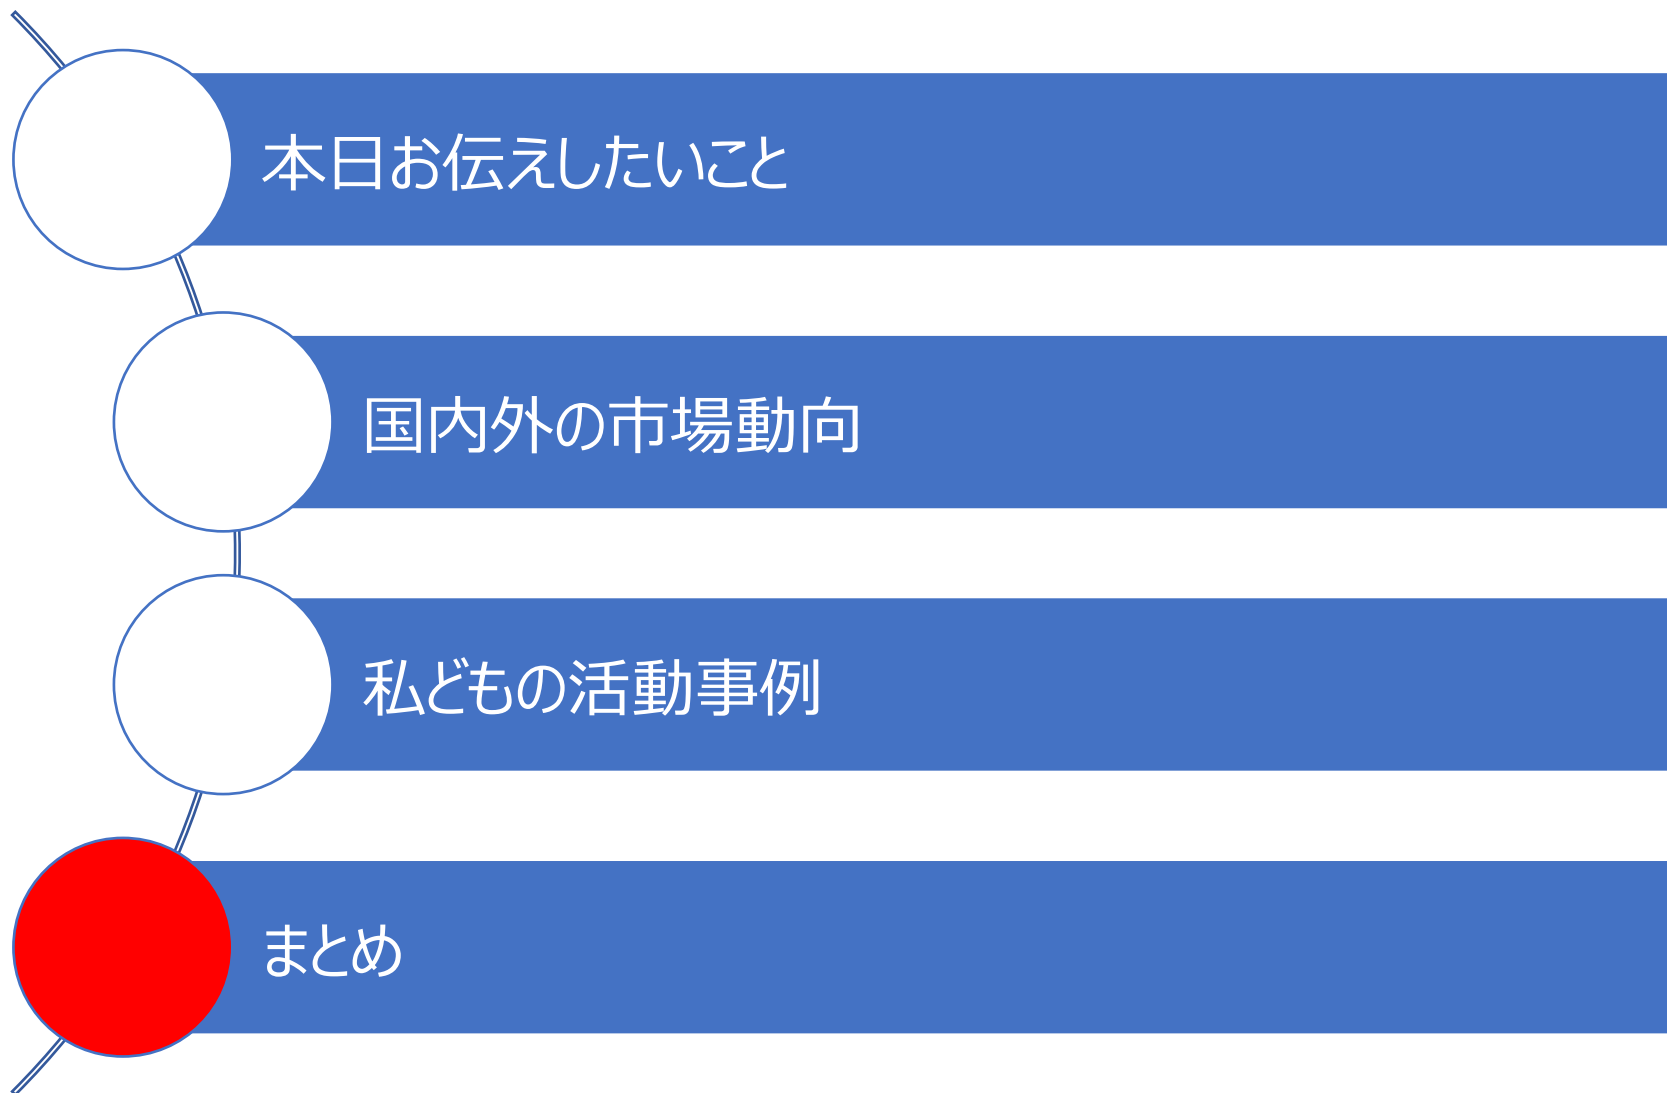 本日お伝えしたいこと
国内外の市場動向
私どもの活動事例
まとめ